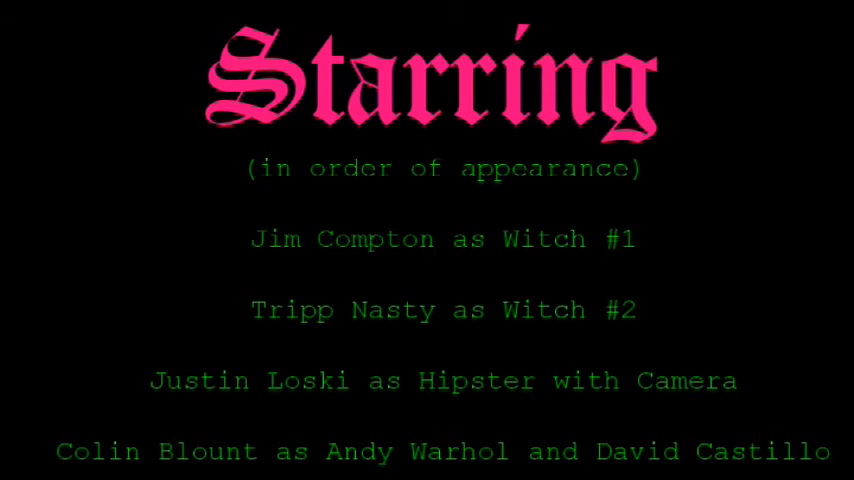 Starring
(in order of appearance)
Jim Compton as Witch #1
Tripp Nasty as Witch #2
Justin Loski as Hipster with Camera
Colin Blount as Andy Warhol and David Castillo